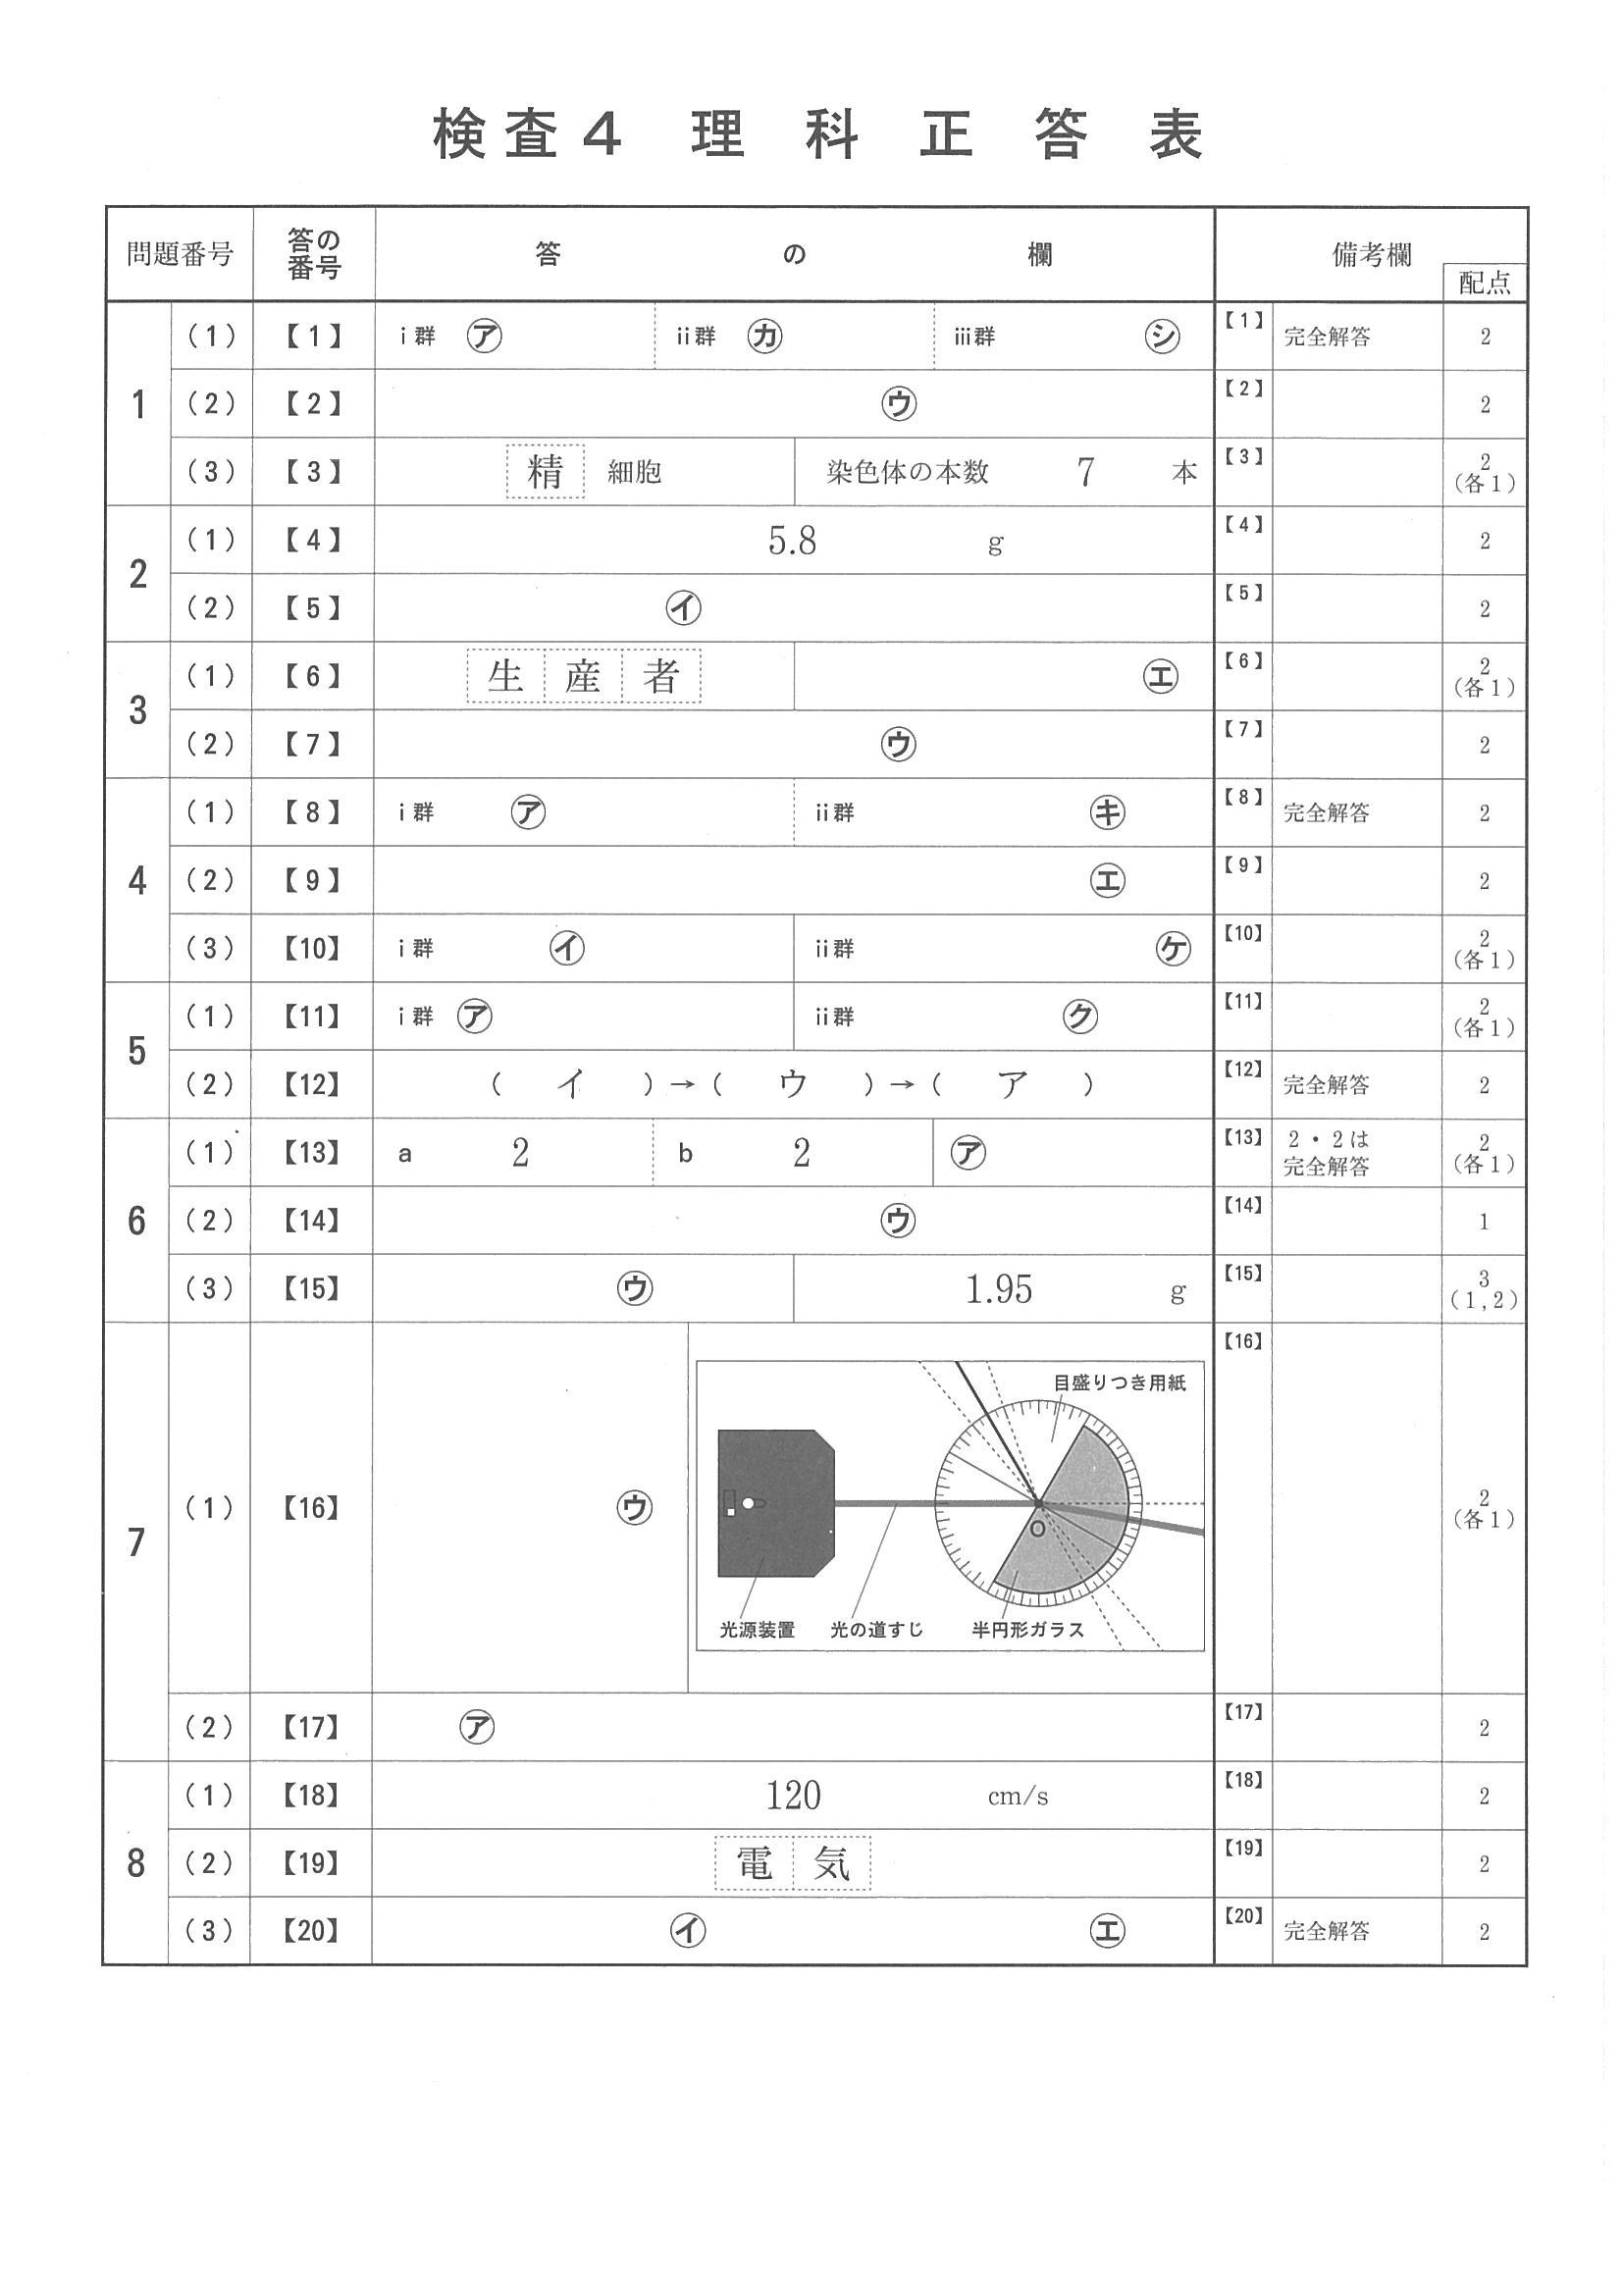 検査4 理科正答表
問題番号 答の番号 答の欄 備考欄 配点
1 (1) 【1】 i群 ㋐ ii群 ㋕ iii群 ㋛ 【1】 完全解答 2
(2) 【2】 ㋒ 【2】 2
(3) 【3】 精 細胞 染色体の本数 7 本 【3】 2 (各1)
2 (1) 【4】 5.8 g 【4】 2
(2) 【5】 ㋑ 【5】 2
3 (1) 【6】 生産者 ㋓ 【6】 2 (各1)
(2) 【7】 ㋒ 【7】 2
4 (1) 【8】 i群 ㋐ ii群 ㋖ 【8】 完全解答 2
(2) 【9】 ㋓ 【9】 2
(3) 【10】 i群 ㋑ ii群 ㋘ 【10】 2 (各1)
5 (1) 【11】 i群 ㋐ ii群 ㋗ 【11】 2 (各1)
(2) 【12】 ( イ )→( ウ )→( ア ) 【12】 完全解答 2
6 (1) 【13】 a 2 b 2 ㋐ 【13】 2・2は完全解答 2 (各1)
(2) 【14】 ㋒ 【14】 1
(3) 【15】 ㋒ 1.95 g 【15】 3 (1,2)
7 (1) 【16】 ㋒ 【16】 2 (各1)
目盛りつき用紙
O
光源装置 光の道すじ 半円形ガラス
(2) 【17】 ㋐ 【17】 2
8 (1) 【18】 120 cm/s 【18】 2
(2) 【19】 電気 【19】 2
(3) 【20】 ㋑ ㋓ 【20】 完全解答 2